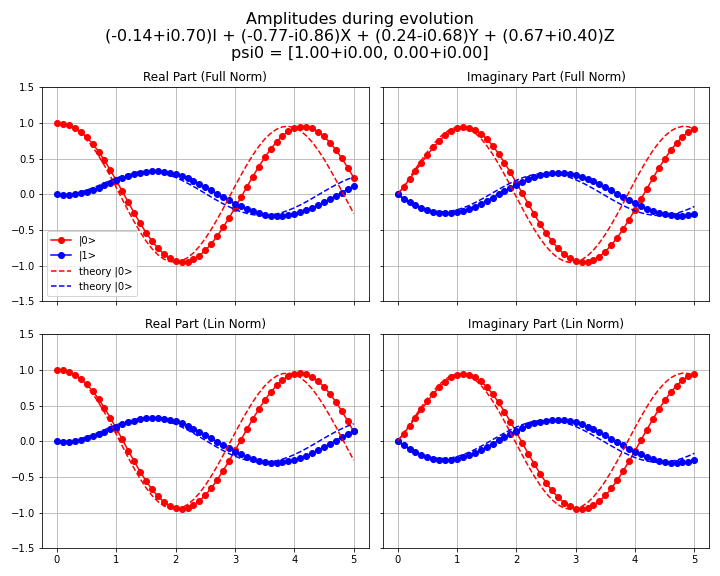 Amplitudes during evolution
(-0.14+i0.70)I + (-0.77-i0.86)X + (0.24-i0.68)Y + (0.67+i0.40)Z
psi0 = [1.00+i0.00, 0.00+i0.00]
Real Part (Full Norm)
1.5
1.0
0.5
0.0
−0.5
−1.0
−1.5
|0>
|1>
theory |0>
theory |0>
Imaginary Part (Full Norm)
Real Part (Lin Norm)
1.5
1.0
0.5
0.0
−0.5
−1.0
−1.5
0 1 2 3 4 5
Imaginary Part (Lin Norm)
0 1 2 3 4 5